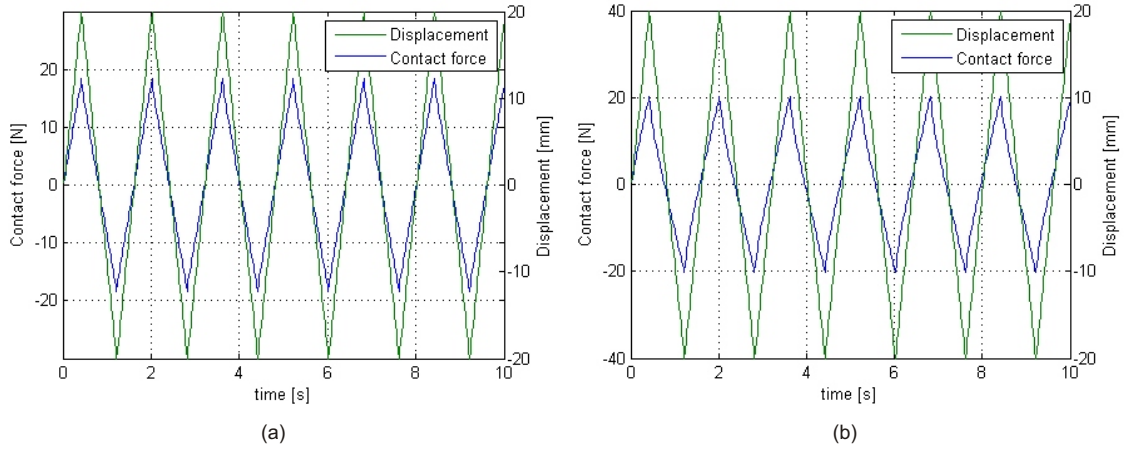 Displacement
Contact force
20
10
0
-10
-20
Contact force [N]
20
10
0
-10
-20
Displacement [mm]
0 2 4 6 8 10
time [s]
(a)
Displacement
Contact force
40
20
0
-20
-40
Contact force [N]
20
10
0
-10
-20
Displacement [mm]
0 2 4 6 8 10
time [s]
(b)